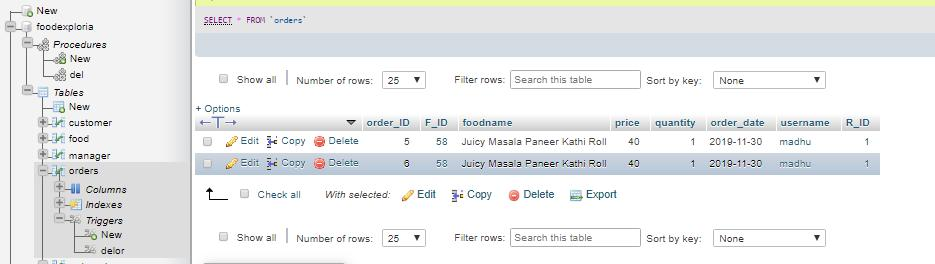 New
foodexploria
Procedures
New
del
Tables
New
customer
food
manager
orders
Columns
Indexes
Triggers
New
delor
SELECT * FROM `orders`
Show all Number of rows: 25 Filter rows: Search this table Sort by key: None
+ Options
←T→ order_ID F_ID foodname price quantity order_date username R_ID
Edit Copy Delete 5 58 Juicy Masala Paneer Kathi Roll 40 1 2019-11-30 madhu 1
Edit Copy Delete 6 58 Juicy Masala Paneer Kathi Roll 40 1 2019-11-30 madhu 1
Check all With selected: Edit Copy Delete Export
Show all Number of rows: 25 Filter rows: Search this table Sort by key: None